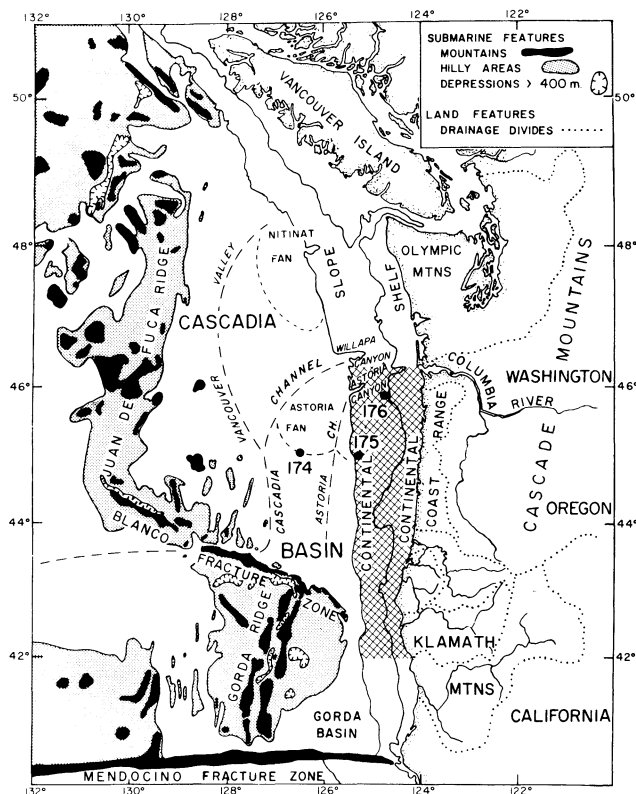 132° 130° 128° 126° 124° 122°
SUBMARINE FEATURES
MOUNTAINS
HILLY AREAS
DEPRESSIONS > 400 m.
LAND FEATURES
DRAINAGE DIVIDES
50° 50°
VANCOUVER
ISLAND
48° 48°
NITINAT
FAN
OLYMPIC
MTNS
SLOPE
SHELF
VALLEY
VANCOUVER
CASCADIA
JUAN DE FUCA RIDGE
MOUNTAINS
CASCADE
WILLAPA
CANYON
ASTORIA
CANYON
CHANNEL
CASCADIA
COLUMBIA
RIVER
WASHINGTON
46° 46°
176
ASTORIA
FAN
CH.
ASTORIA
175
174
CONTINENTAL
CONTINENTAL
COAST
RANGE
OREGON
44° 44°
BASIN
BLANCO
FRACTURE
ZONE
GORDA
RIDGE
42° 42°
KLAMATH
MTNS
CALIFORNIA
GORDA
BASIN
MENDOCINO FRACTURE ZONE
132° 130° 128° 126° 124° 122°